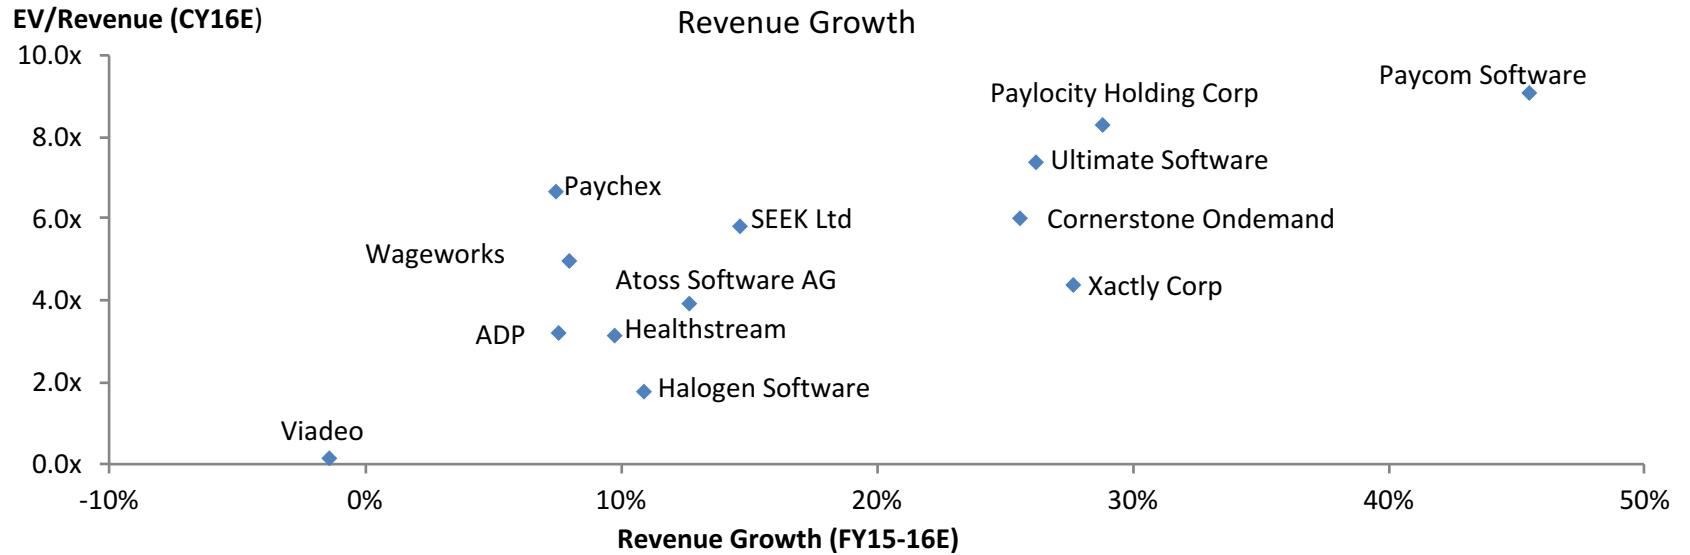 EV/Revenue (CY16E)
Revenue Growth
10.0x
Paycom Software
Paylocity Holding Corp
8.0x
Ultimate Software
Paychex
6.0x
SEEK Ltd
Cornerstone Ondemand
Wageworks
Atoss Software AG
Xactly Corp
4.0x
ADP
Healthstream
2.0x
Halogen Software
Viadeo
0.0x
-10%
0%
10%
20%
30%
40%
50%
Revenue Growth (FY15-16E)